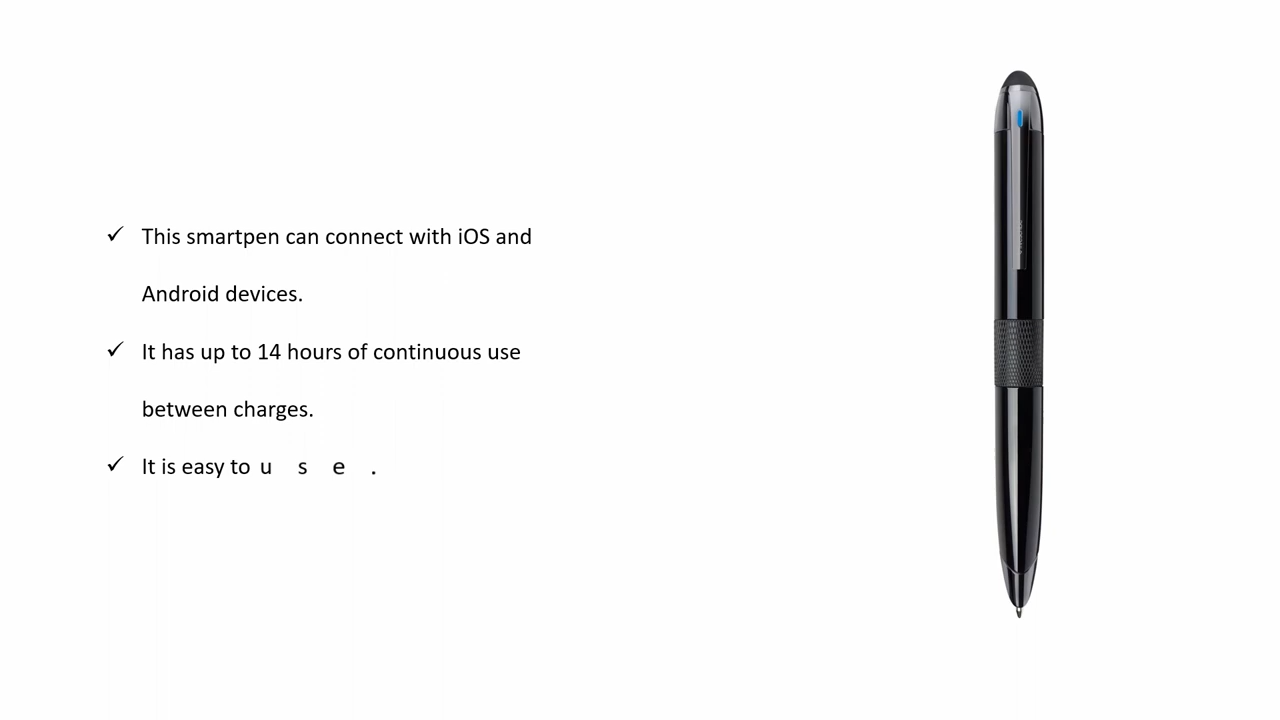 ✓ This smartpen can connect with iOS and
Android devices.
✓ It has up to 14 hours of continuous use
between charges.
✓ It is easy to u s e .